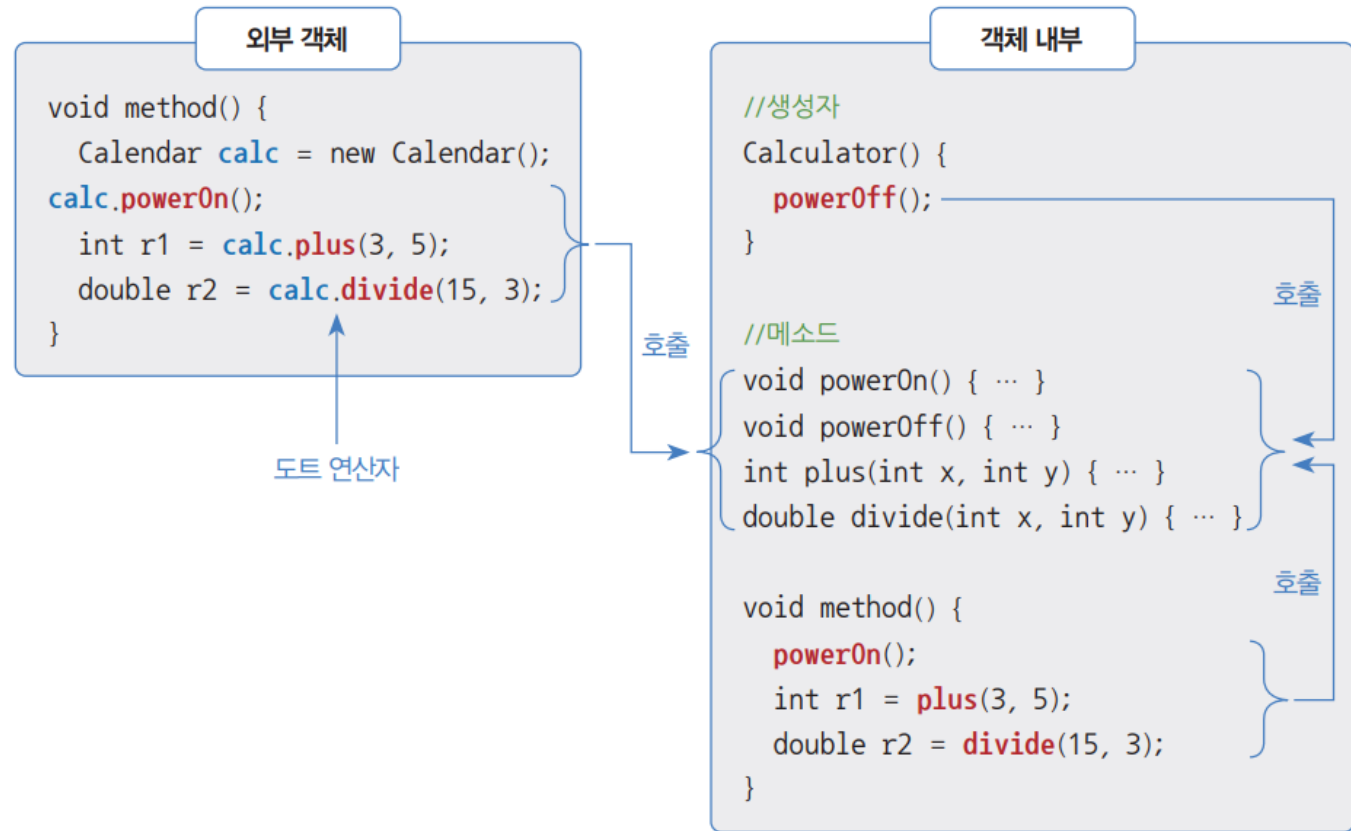 외부 객체
void method() {
Calendar calc = new Calendar();
calc.powerOn();
int r1 = calc.plus(3, 5);
double r2 = calc.divide(15, 3);
}
도트 연산자
호출
객체 내부
//생성자
Calculator() {
powerOff();
}
호출
//메소드
void powerOn() { … }
void powerOff() { … }
int plus(int x, int y) { … }
double divide(int x, int y) { … }
호출
void method() {
powerOn();
int r1 = plus(3, 5);
double r2 = divide(15, 3);
}